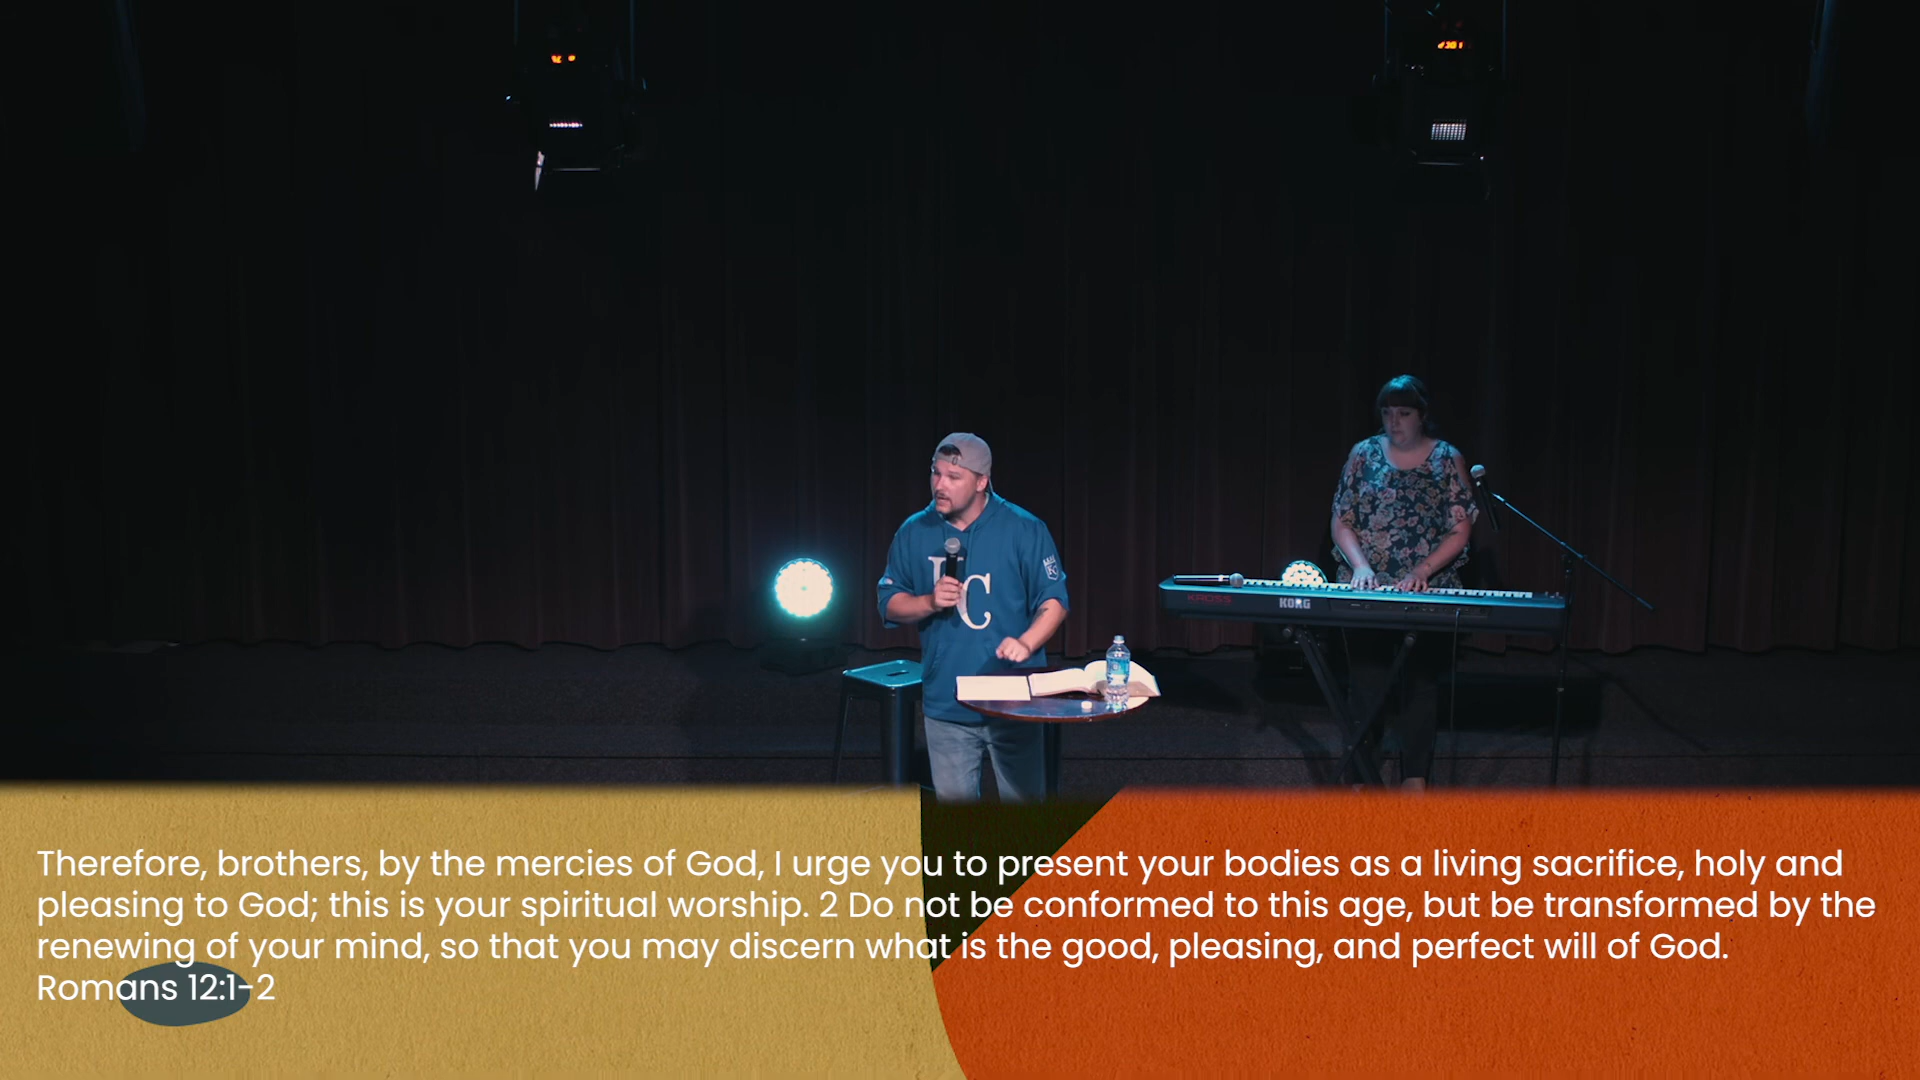 KC
KC
KROSS
KORG
Therefore, brothers, by the mercies of God, I urge you to present your bodies as a living sacrifice, holy and
pleasing to God; this is your spiritual worship. 2 Do not be conformed to this age, but be transformed by the
renewing of your mind, so that you may discern what is the good, pleasing, and perfect will of God.
Romans 12:1-2